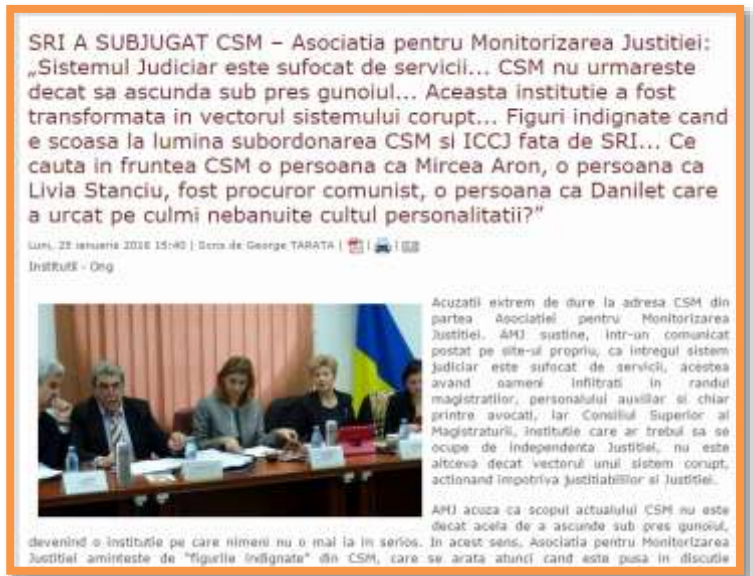 SRI A SUBJUGAT CSM – Asociatia pentru Monitorizarea Justitiei:
„Sistemul Judiciar este sufocat de servicii... CSM nu urmareste
decat sa ascunda sub pres gunoiul... Aceasta institutie a fost
transformata in vectorul sistemului corupt... Figuri indignate cand
e scoasa la lumina subordonarea CSM si ICCJ fata de SRI... Ce
cauta in fruntea CSM o persoana ca Mircea Aron, o persoana ca
Livia Stanciu, fost procuror comunist, o persoana ca Danilet care
a urcat pe culmi nebanuite cultul personalitatii?”
Luni, 25 ianuarie 2016 15:40 | Scris de George TARATA |
Institutii - Ong
Acuzatii extrem de dure la adresa CSM din
partea Asociatiei pentru Monitorizarea
Justitiei. AMJ sustine, intr-un comunicat
postat pe site-ul propriu, ca intregul sistem
judiciar este sufocat de servicii, acestea
avand oameni infiltrati in randul
magistratilor, personalului auxiliar si chiar
printre avocati, iar Consiliul Superior al
Magistraturii, institutie care ar trebui sa se
ocupe de independenta Justitiei, nu este
altceva decat vectorul unui sistem corupt,
actionand impotriva justitiabililor si Justitiei.
AMJ acuza ca scopul actualului CSM nu este
decat acela de a ascunde sub pres gunoiul,
devenind o institutie pe care nimeni nu o mai ia in serios. In acest sens, Asociatia pentru Monitorizarea
Justitiei aminteste de "figurile indignate" din CSM, care se arata atunci cand este pusa in discutie